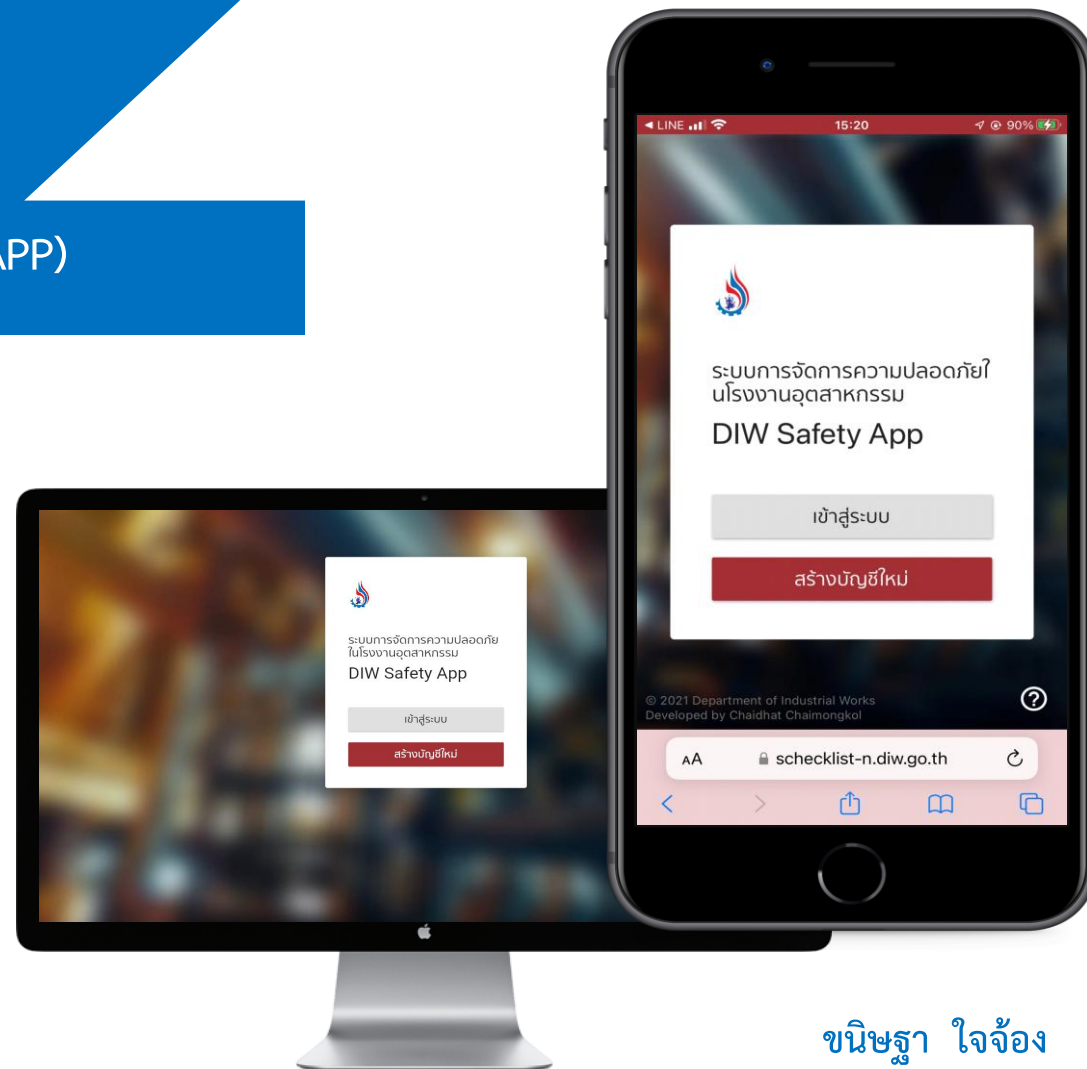 APP)
◄ LINE 15:20 90%
ระบบการจัดการความปลอดภัยใ
นโรงงานอุตสาหกรรม
DIW Safety App
เข้าสู่ระบบ
สร้างบัญชีใหม่
© 2021 Department of Industrial Works
Developed by Chaidhat Chaimongkol
?
AA schecklist-n.diw.go.th
ระบบการจัดการความปลอดภัย
ในโรงงานอุตสาหกรรม
DIW Safety App
เข้าสู่ระบบ
สร้างบัญชีใหม่
ขนิษฐา ใจจ้อง